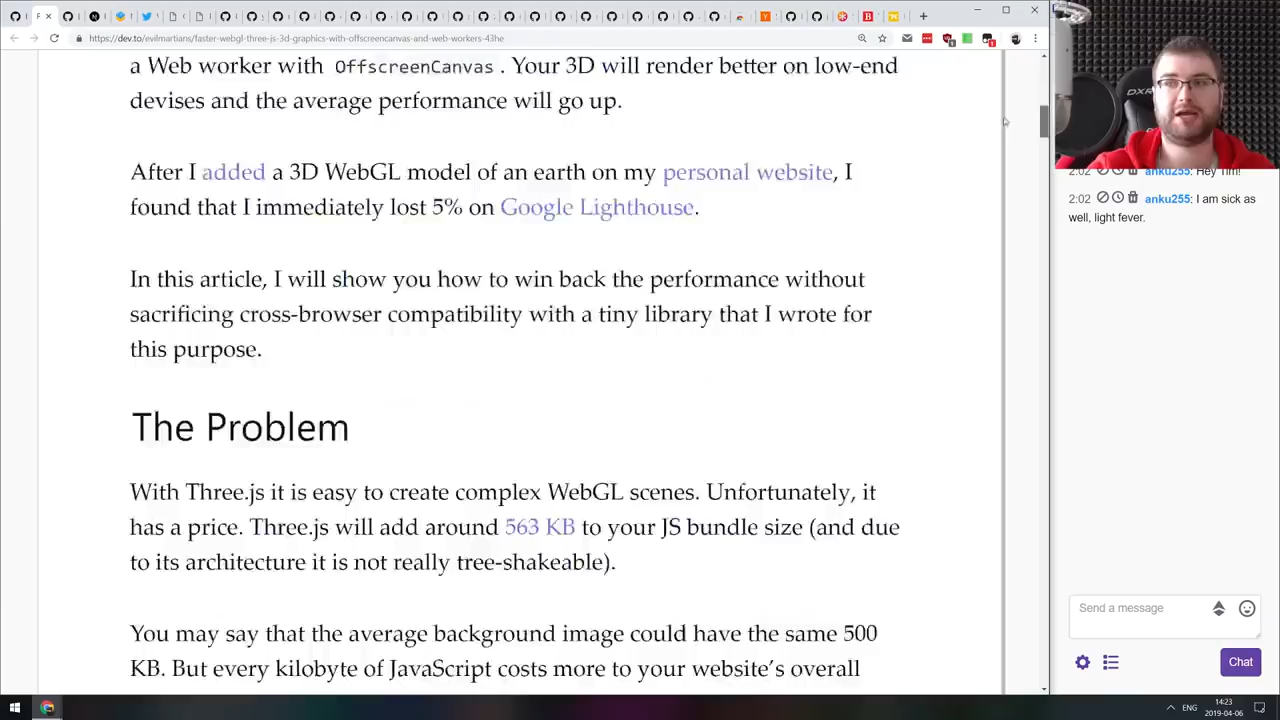 https://dev.to/evilmartians/faster-webgl-three-js-3d-graphics-with-offscreencanvas-and-web-workers-43he
a Web worker with OffscreenCanvas . Your 3D will render better on low-end
devises and the average performance will go up.
After I added a 3D WebGL model of an earth on my personal website, I
found that I immediately lost 5% on Google Lighthouse.
In this article, I will show you how to win back the performance without
sacrificing cross-browser compatibility with a tiny library that I wrote for
this purpose.
The Problem
With Three.js it is easy to create complex WebGL scenes. Unfortunately, it
has a price. Three.js will add around 563 KB to your JS bundle size (and due
to its architecture it is not really tree-shakeable).
You may say that the average background image could have the same 500
KB. But every kilobyte of JavaScript costs more to your website's overall
DXR
2:02 anku255: Hey Tim!
2:02 anku255: I am sick as
well, light fever.
Send a message
Chat
ENG
14:23
2019-04-06